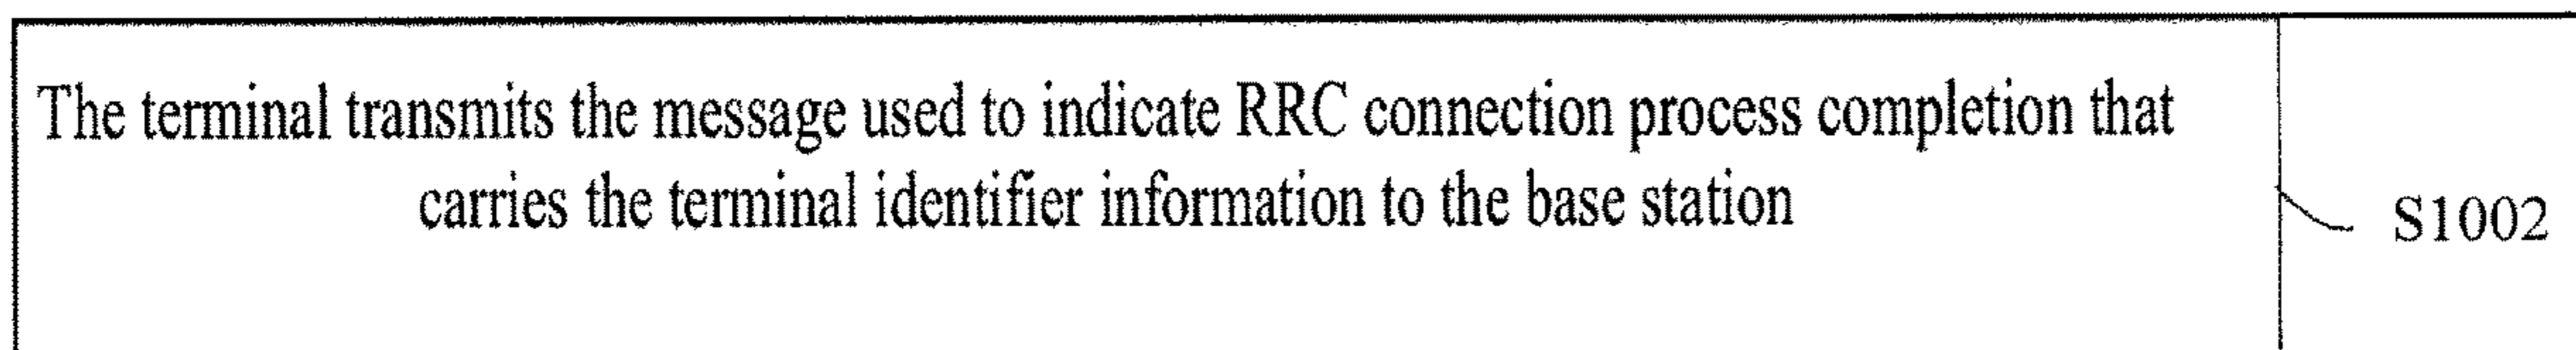 The terminal transmits the message used to indicate RRC connection process completion that
carries the terminal identifier information to the base station
S1002